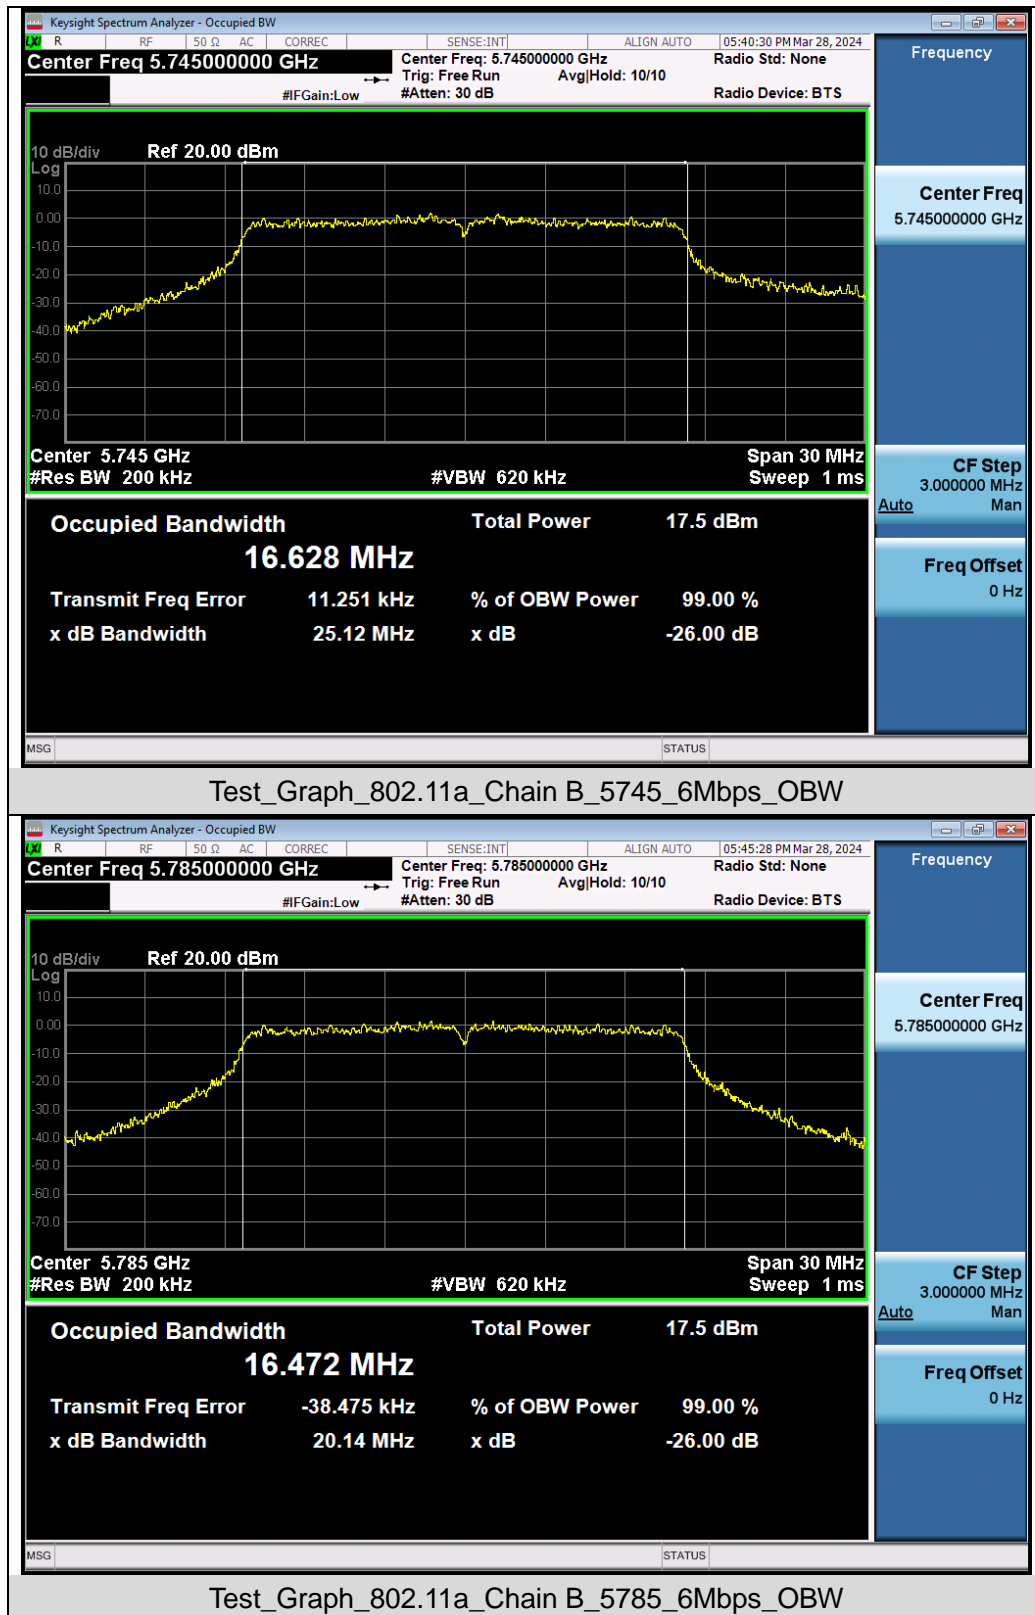 Keysight Spectrum Analyzer - Occupied BW
LXI R RF 50 Ω AC CORREC SENSE:INT ALIGN AUTO 05:40:30 PM Mar 28, 2024
Center Freq 5.745000000 GHz
Center Freq: 5.745000000 GHz Radio Std: None
Trig: Free Run Avg|Hold: 10/10
#IFGain:Low #Atten: 30 dB Radio Device: BTS
Frequency
10 dB/div Ref 20.00 dBm
Log
10.0
0.00
-10.0
-20.0
-30.0
-40.0
-50.0
-60.0
-70.0
Center 5.745 GHz Span 30 MHz
#Res BW 200 kHz #VBW 620 kHz Sweep 1 ms
Center Freq
5.745000000 GHz
CF Step
3.000000 MHz
Auto Man
Freq Offset
0 Hz
Occupied Bandwidth Total Power 17.5 dBm
16.628 MHz
Transmit Freq Error 11.251 kHz % of OBW Power 99.00 %
x dB Bandwidth 25.12 MHz x dB -26.00 dB
MSG STATUS
Test_Graph_802.11a_Chain B_5745_6Mbps_OBW
Keysight Spectrum Analyzer - Occupied BW
LXI R RF 50 Ω AC CORREC SENSE:INT ALIGN AUTO 05:45:28 PM Mar 28, 2024
Center Freq 5.785000000 GHz
Center Freq: 5.785000000 GHz Radio Std: None
Trig: Free Run Avg|Hold: 10/10
#IFGain:Low #Atten: 30 dB Radio Device: BTS
Frequency
10 dB/div Ref 20.00 dBm
Log
10.0
0.00
-10.0
-20.0
-30.0
-40.0
-50.0
-60.0
-70.0
Center 5.785 GHz Span 30 MHz
#Res BW 200 kHz #VBW 620 kHz Sweep 1 ms
Center Freq
5.785000000 GHz
CF Step
3.000000 MHz
Auto Man
Freq Offset
0 Hz
Occupied Bandwidth Total Power 17.5 dBm
16.472 MHz
Transmit Freq Error -38.475 kHz % of OBW Power 99.00 %
x dB Bandwidth 20.14 MHz x dB -26.00 dB
MSG STATUS
Test_Graph_802.11a_Chain B_5785_6Mbps_OBW